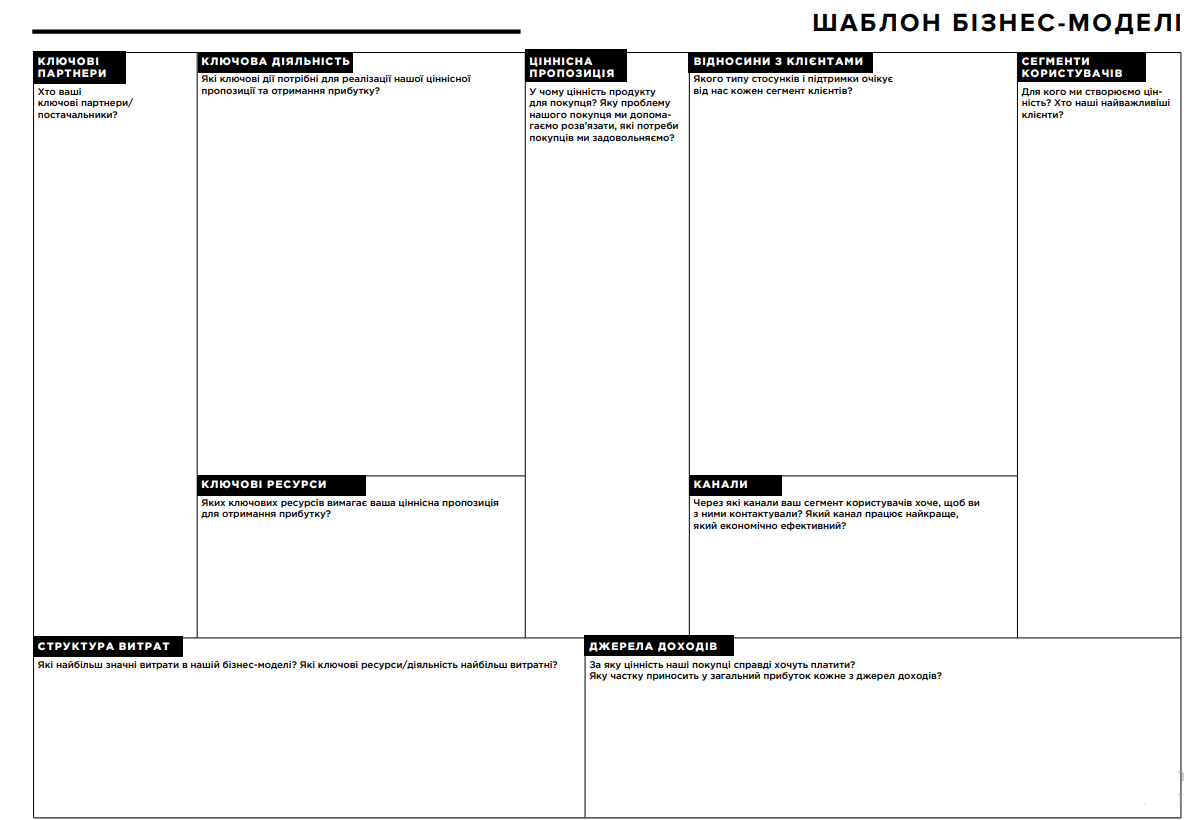 ШАБЛОН БІЗНЕС-МОДЕЛІ
КЛЮЧОВІ
ПАРТНЕРИ
Хто ваші
ключові партнери/
постачальники?
КЛЮЧОВА ДІЯЛЬНІСТЬ
Які ключові дії потрібні для реалізації нашої ціннісної
пропозиції та отримання прибутку?
КЛЮЧОВІ РЕСУРСИ
Яких ключових ресурсів вимагає ваша ціннісна пропозиція
для отримання прибутку?
ЦІННІСНА
ПРОПОЗИЦІЯ
У чому цінність продукту
для покупця? Яку проблему
нашого покупця ми допома-
гаємо розв'язати, які потреби
покупців ми задовольняємо?
ВІДНОСИНИ З КЛІЄНТАМИ
Якого типу стосунків і підтримки очікує
від нас кожен сегмент клієнтів?
КАНАЛИ
Через які канали ваш сегмент користувачів хоче, щоб ви
з ними контактували? Який канал працює найкраще,
який економічно ефективний?
СЕГМЕНТИ
КОРИСТУВАЧІВ
Для кого ми створюємо цін-
ність? Хто наші найважливіші
клієнти?
СТРУКТУРА ВИТРАТ
Які найбільш значні витрати в нашій бізнес-моделі? Які ключові ресурси/діяльність найбільш витратні?
ДЖЕРЕЛА ДОХОДІВ
За яку цінність наші покупці справді хочуть платити?
Яку частку приносить у загальний прибуток кожне з джерел доходів?